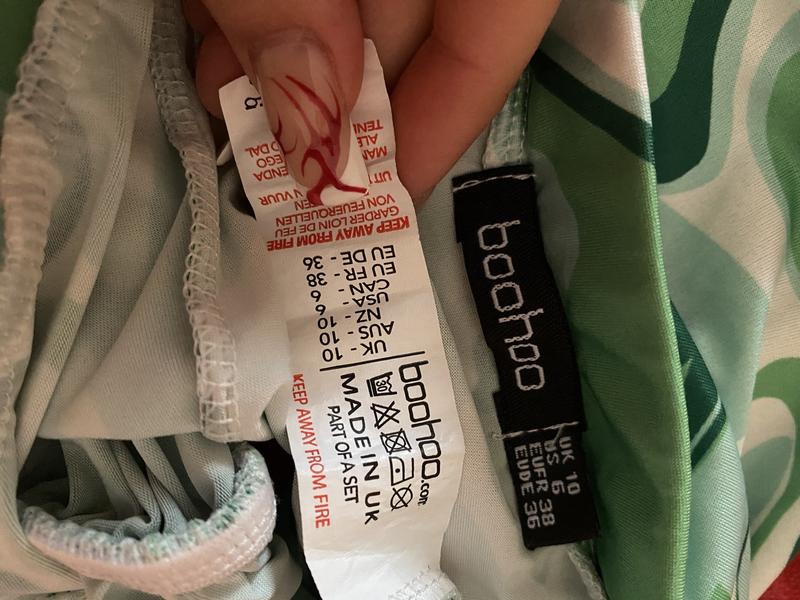 boohoo.com
MADE IN UK
PART OF A SET
KEEP AWAY FROM FIRE
UK - 10
AUS - 10
NZ - 10
USA - 6
CAN - 6
EU FR - 38
EU DE - 36
KEEP AWAY FROM FIRE
GARDER LOIN DE FEU
VON FEUERQUELLEN
VUUR
boohoo
UK 10
US 6
EUFR 38
EUDE 36